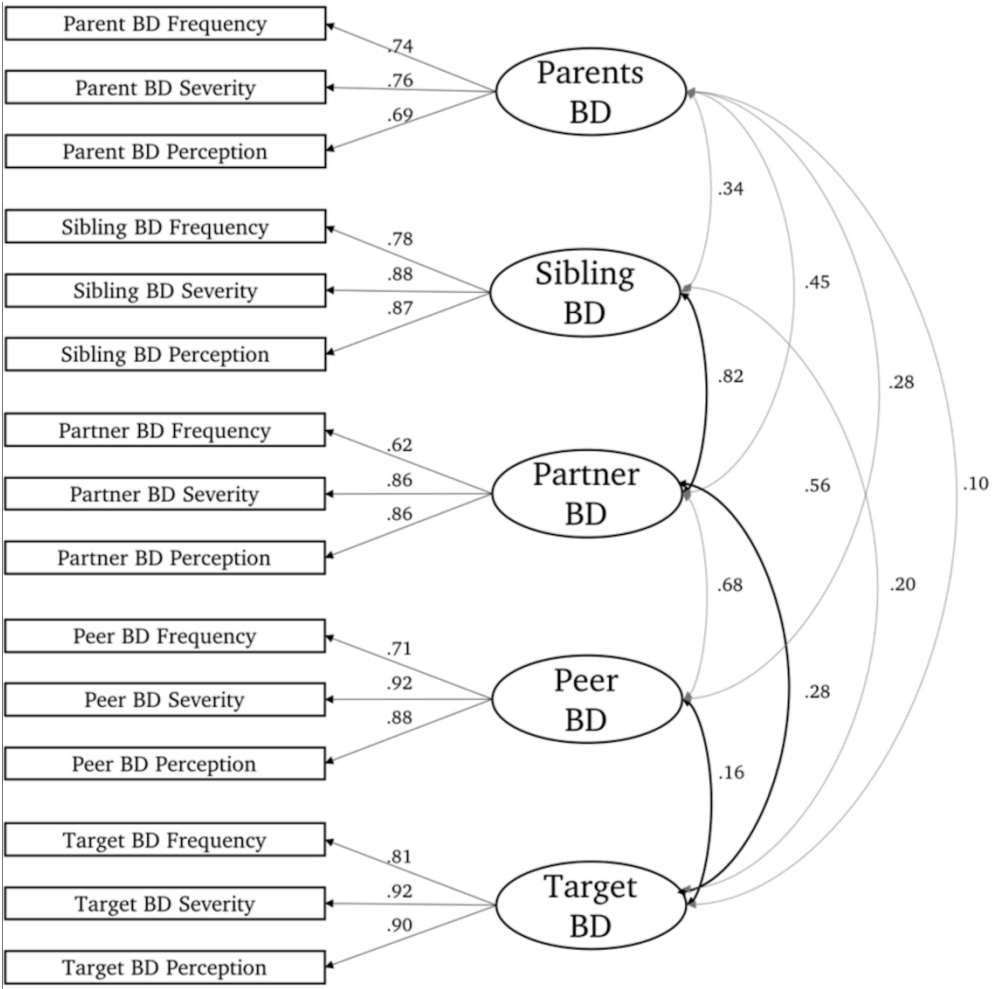 Parent BD Frequency
Parent BD Severity
Parent BD Perception
.74
.76
.69
Parents
BD
Sibling BD Frequency
Sibling BD Severity
Sibling BD Perception
.78
.88
.87
Sibling
BD
Partner BD Frequency
Partner BD Severity
Partner BD Perception
.62
.86
.86
Partner
BD
Peer BD Frequency
Peer BD Severity
Peer BD Perception
.71
.92
.88
Peer
BD
Target BD Frequency
Target BD Severity
Target BD Perception
.81
.92
.90
Target
BD
.34
.45
.82
.28
.56
.10
.68
.20
.28
.16